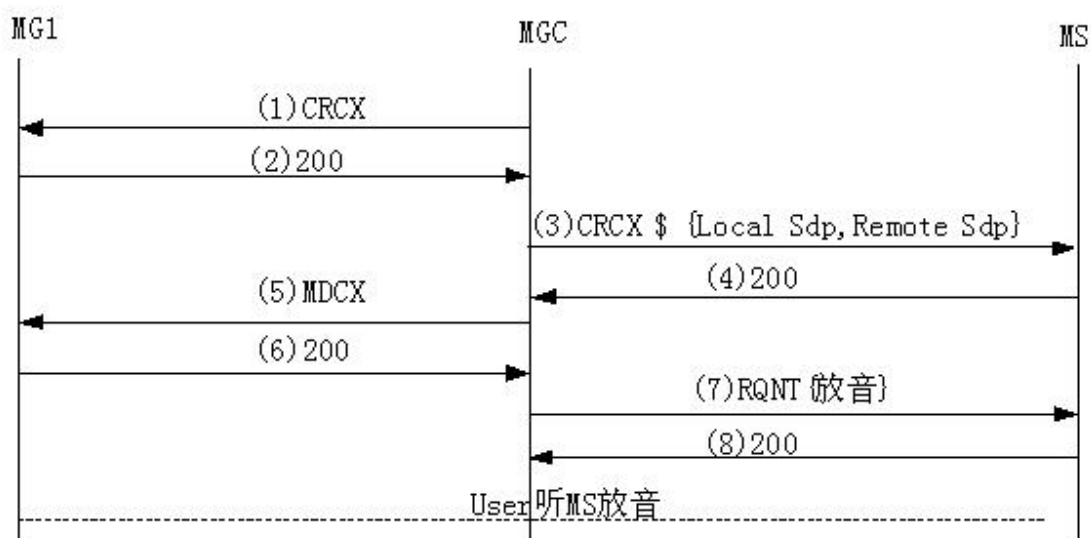 MG1
MGC
MS
(1)CRCX
(2)200
(3)CRCX $ {Local Sdp,Remote Sdp}
(4)200
(5)MDCX
(6)200
(7)RQNT{放音}
(8)200
User听MS放音